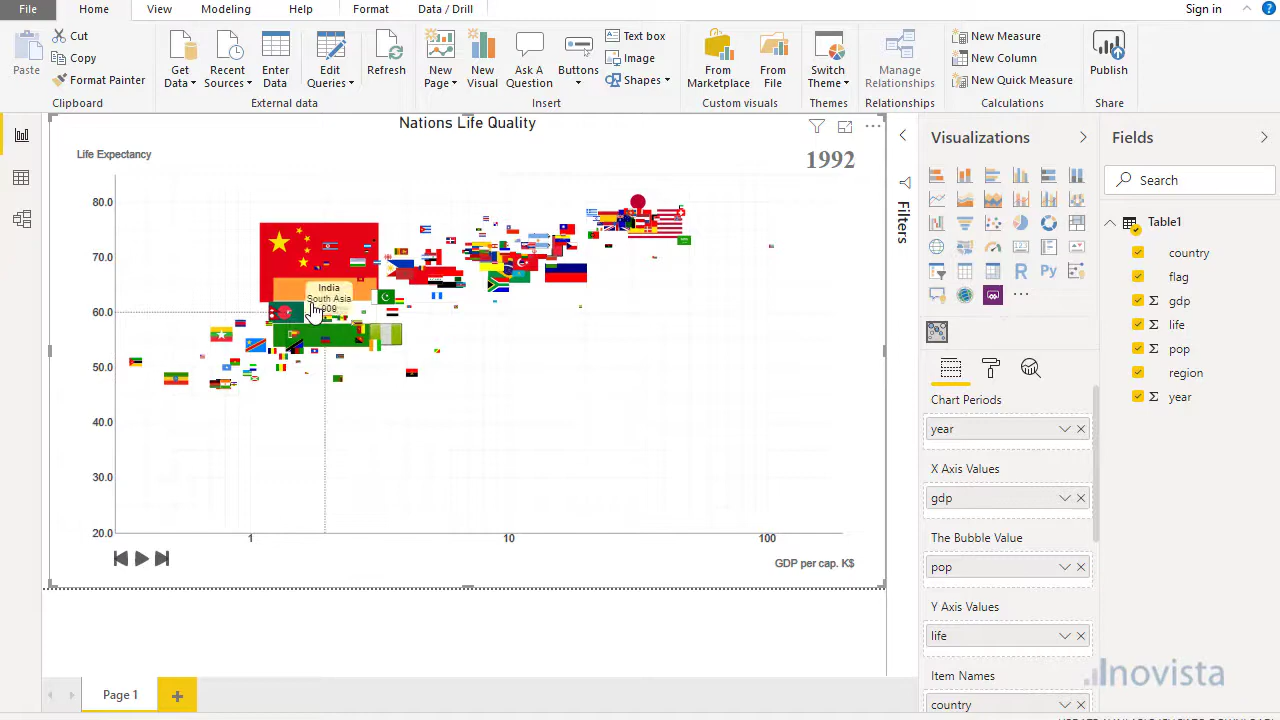 File
Home
View
Modeling
Help
Format
Data / Drill
Sign in
Paste
Cut
Copy
Format Painter
Clipboard
Get
Data
Recent
Sources
Enter
Data
Edit
Queries
Refresh
External data
New
Page
New
Visual
Ask A
Question
Buttons
Text box
Image
Shapes
Insert
From
Marketplace
From
File
Custom visuals
Switch
Theme
Themes
Manage
Relationships
Relationships
New Measure
New Column
New Quick Measure
Calculations
Publish
Share
Nations Life Quality
Life Expectancy
1992
80.0
70.0
60.0
50.0
40.0
30.0
20.0
India
South Asia
1
10
100
GDP per cap. K$
Filters
Visualizations
R
Py
Chart Periods
year
X Axis Values
gdp
The Bubble Value
pop
Y Axis Values
life
Item Names
country
Fields
Search
Table1
country
flag
Σ gdp
Σ life
Σ pop
region
Σ year
Page 1
Inovista